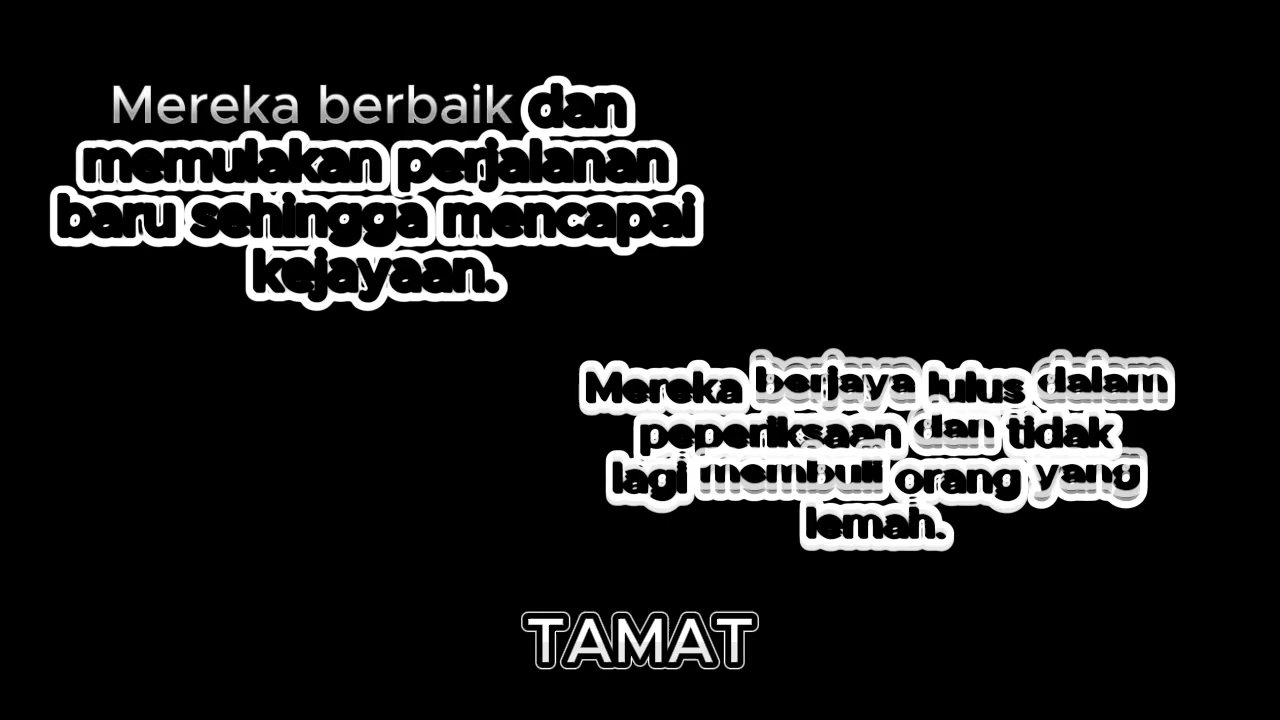 Mereka berbaik dan
memulakan perjalanan
baru sehingga mencapai
kejayaan.
Mereka berjaya lulus dalam
peperiksaan dan tidak
lagi membuli orang yang
lemah.
TAMAT